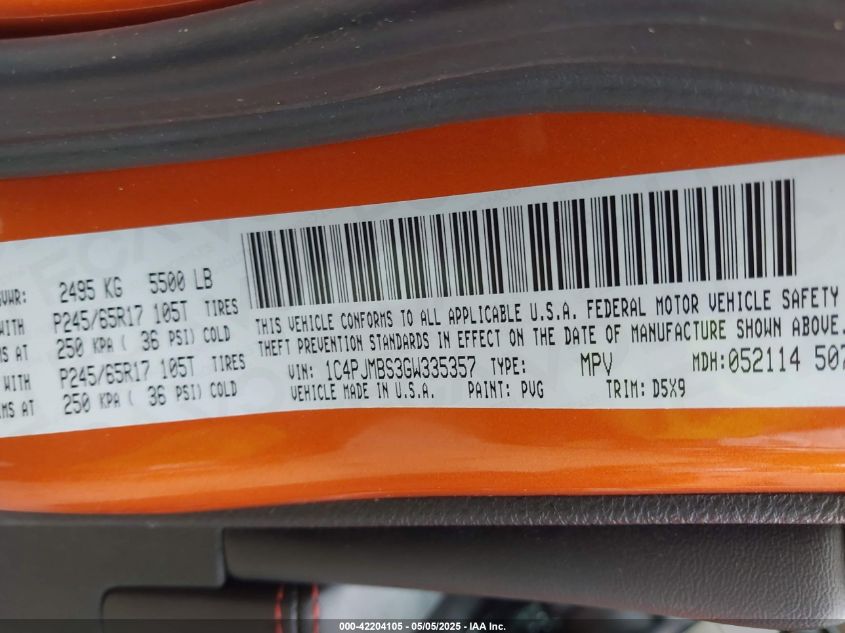 GVWR: 2495 KG 5500 LB
WITH P245/65R17 105T TIRES
MS AT 250 KPA ( 36 PSI) COLD
WITH P245/65R17 105T TIRES
MS AT 250 KPA ( 36 PSI) COLD
THIS VEHICLE CONFORMS TO ALL APPLICABLE U.S.A. FEDERAL MOTOR VEHICLE SAFETY
THEFT PREVENTION STANDARDS IN EFFECT ON THE DATE OF MANUFACTURE SHOWN ABOVE.
VIN: 1C4PJMBS3GW335357 TYPE: MPV MDH:052114 507
VEHICLE MADE IN U.S.A. PAINT: PVG TRIM: D5X9
000-42204105 - 05/05/2025 - IAA Inc.